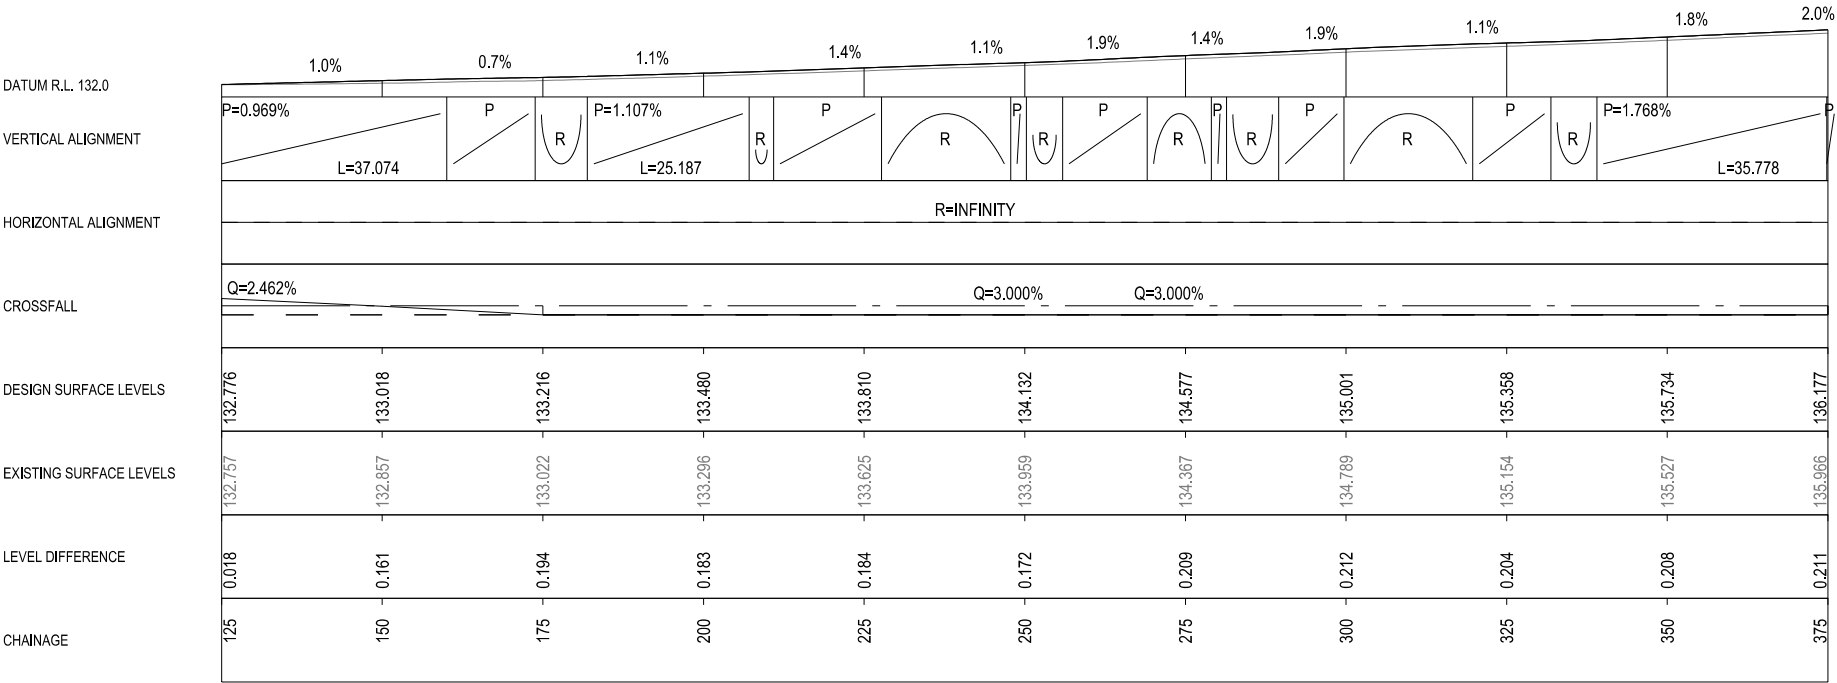 1.0% 0.7% 1.1% 1.4% 1.1% 1.9% 1.4% 1.9% 1.1% 1.8% 2.0%
DATUM R.L. 132.0
P=0.969% P P=1.107% P P P P P P P=1.768% P
VERTICAL ALIGNMENT R R R R R R R R
L=37.074 L=25.187 L=35.778
R=INFINITY
HORIZONTAL ALIGNMENT
Q=2.462% Q=3.000% Q=3.000%
CROSSFALL
DESIGN SURFACE LEVELS 132.776 133.018 133.216 133.480 133.810 134.132 134.577 135.001 135.358 135.734 136.177
EXISTING SURFACE LEVELS 132.757 132.857 133.022 133.296 133.625 133.959 134.367 134.789 135.154 135.527 135.966
LEVEL DIFFERENCE 0.018 0.161 0.194 0.183 0.184 0.172 0.209 0.212 0.204 0.208 0.211
CHAINAGE 125 150 175 200 225 250 275 300 325 350 375